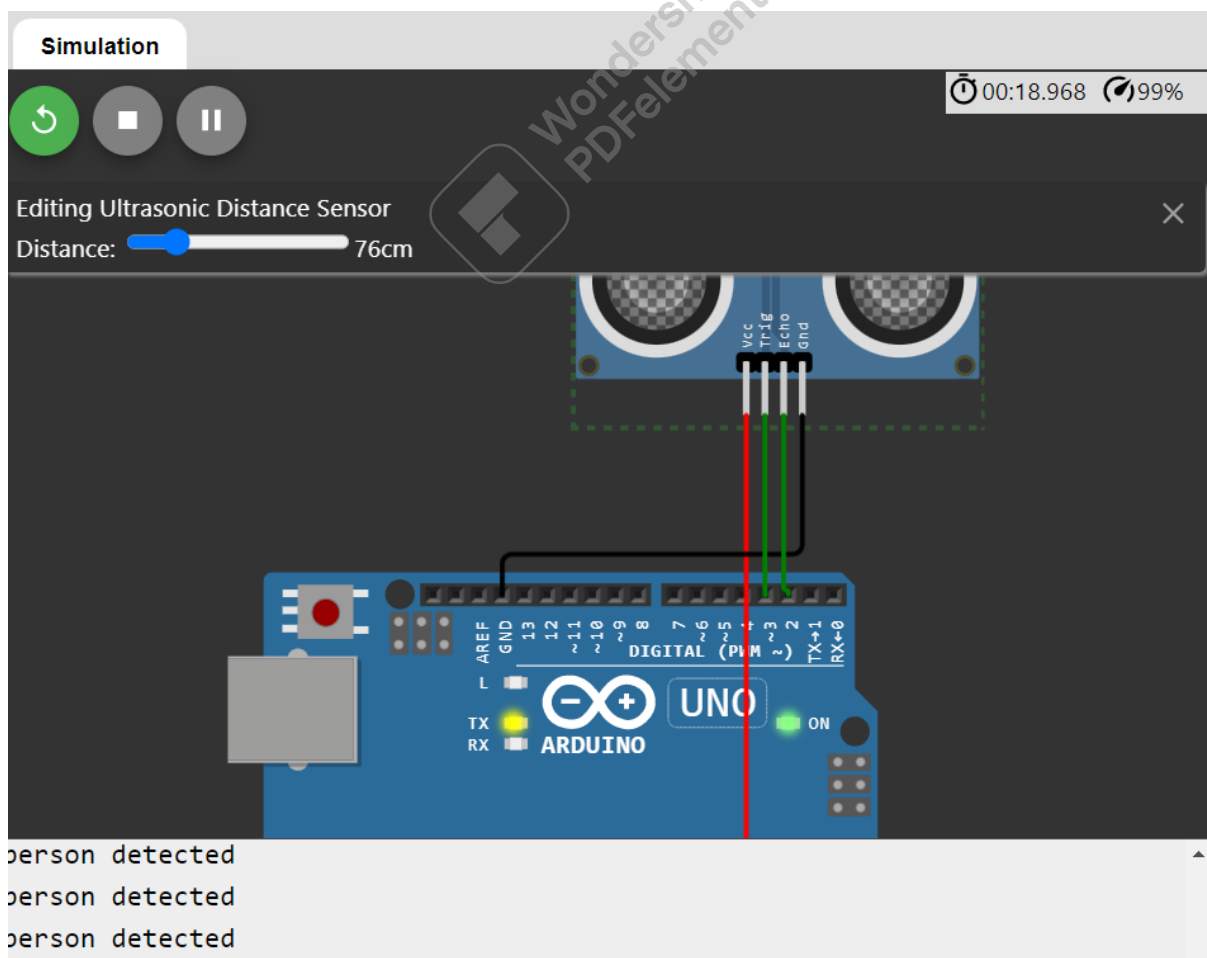 Simulation
Wondershare
PDFelement
00:18.968 99%
Editing Ultrasonic Distance Sensor
Distance: 76cm
Vcc
Trig
Echo
Gnd
AREF
GND
13
12
~11
~10
~9
8
7
~6
~5
4
~3
2
TX→1
RX←0
DIGITAL (PWM ~)
L
TX
RX
ARDUINO
UNO
ON
person detected
person detected
person detected